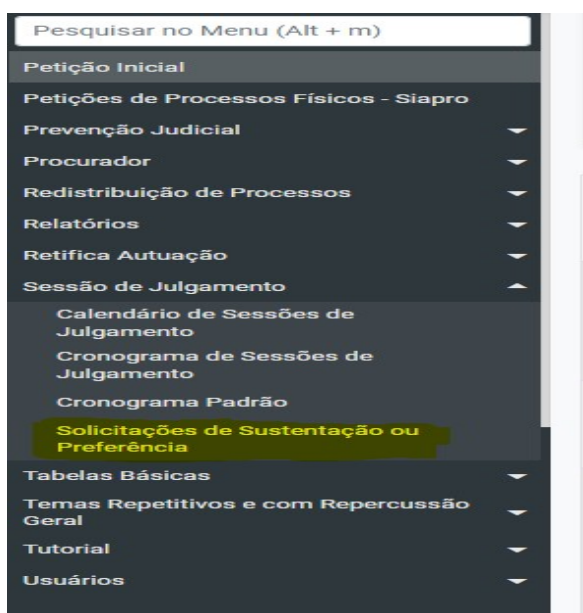 Pesquisar no Menu (Alt + m)
Petição Inicial
Petições de Processos Físicos - Siapro
Prevenção Judicial
Procurador
Redistribuição de Processos
Relatórios
Retifica Autuação
Sessão de Julgamento
Calendário de Sessões de
Julgamento
Cronograma de Sessões de
Julgamento
Cronograma Padrão
Solicitações de Sustentação ou
Preferência
Tabelas Básicas
Temas Repetitivos e com Repercussão
Geral
Tutorial
Usuários